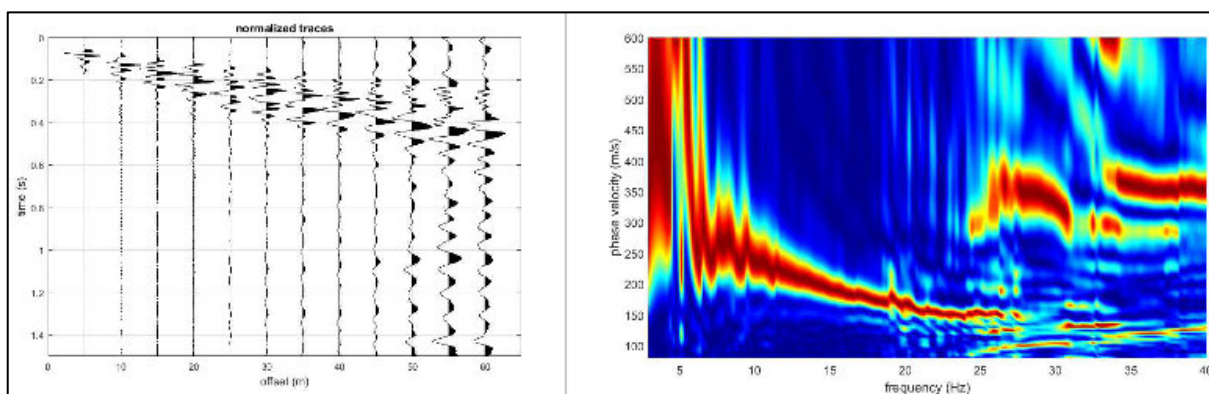 normalized traces
0
0.2
0.4
0.6
0.8
1
1.2
1.4
time (s)
0 10 20 30 40 50 60
offset (m)
600
550
500
450
400
350
300
250
200
150
100
phase velocity (m/s)
5 10 15 20 25 30 35 40
frequency (Hz)